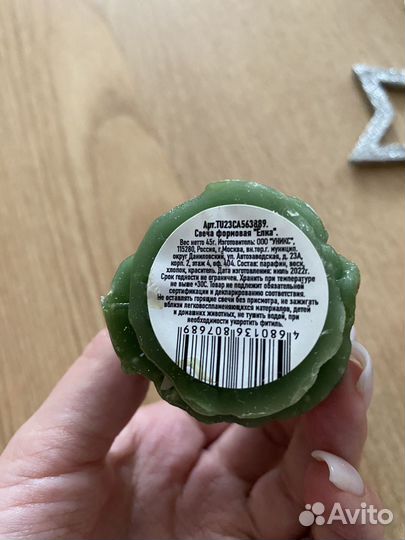 Арт.TU23CA563889.
Свеча формовая "Елка".
Вес нетто 45г. Изготовитель: ООО "УНИКС",
115280, Россия, г.Москва, вн.тер.г. муницип.
округ Даниловский, ул. Автозаводская, д. 23А,
корп. 2, этаж 4, оф. 404. Состав: парафин, воск,
хлопок, краситель. Дата изготовления: июль 2022г.
Срок годности не ограничен. Хранить при температуре
не выше +30С. Товар не подлежит обязательной
сертификации и декларированию соответствия.
Не оставлять горящие свечи без присмотра, не зажигать
вблизи легковоспламеняющихся материалов, детей
и домашних животных, не тушить водой, при
необходимости укоротить фитиль.
4680136807689
Avito